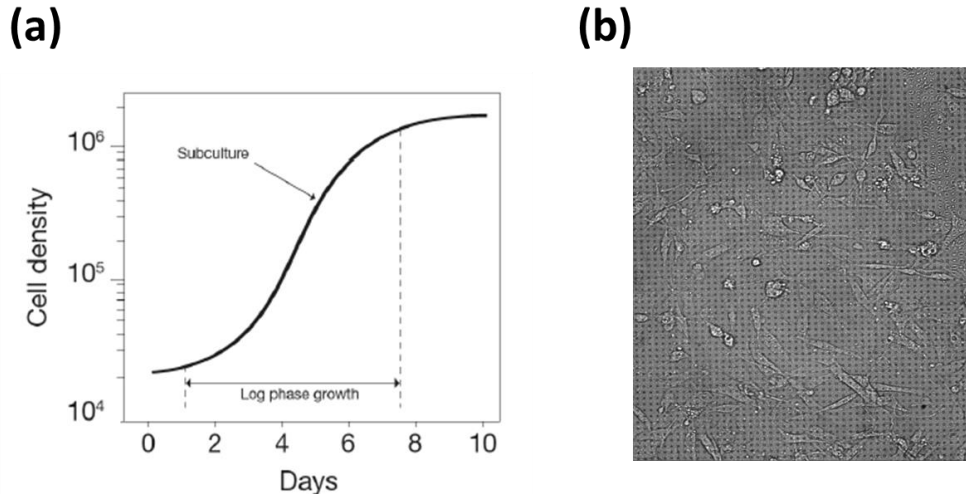 (a)
(b)
10⁶
10⁵
10⁴
Cell density
Subculture
Log phase growth
0 2 4 6 8 10
Days